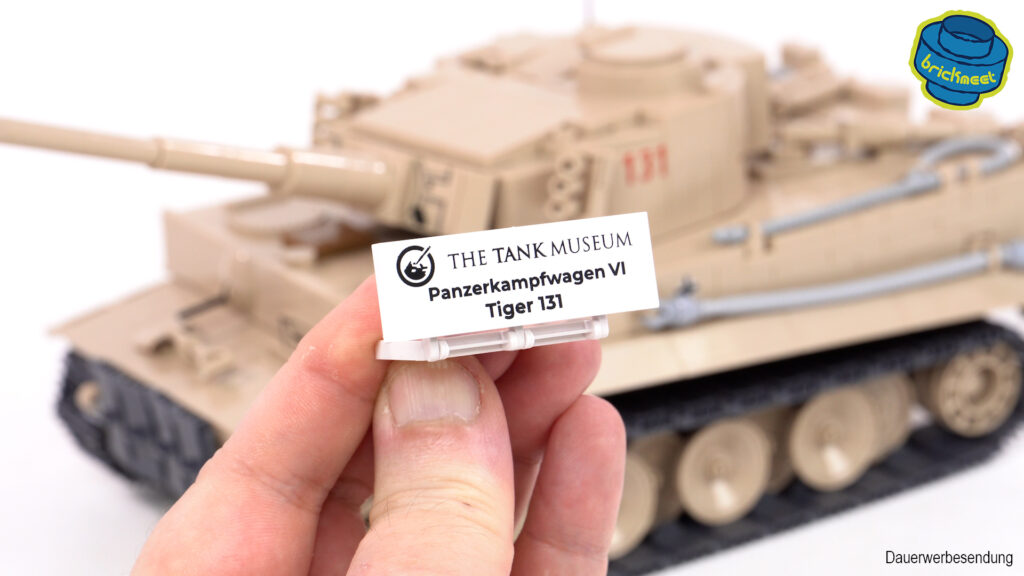 brickmeet
131
THE TANK MUSEUM
Panzerkampfwagen VI
Tiger 131
Dauerwerbesendung